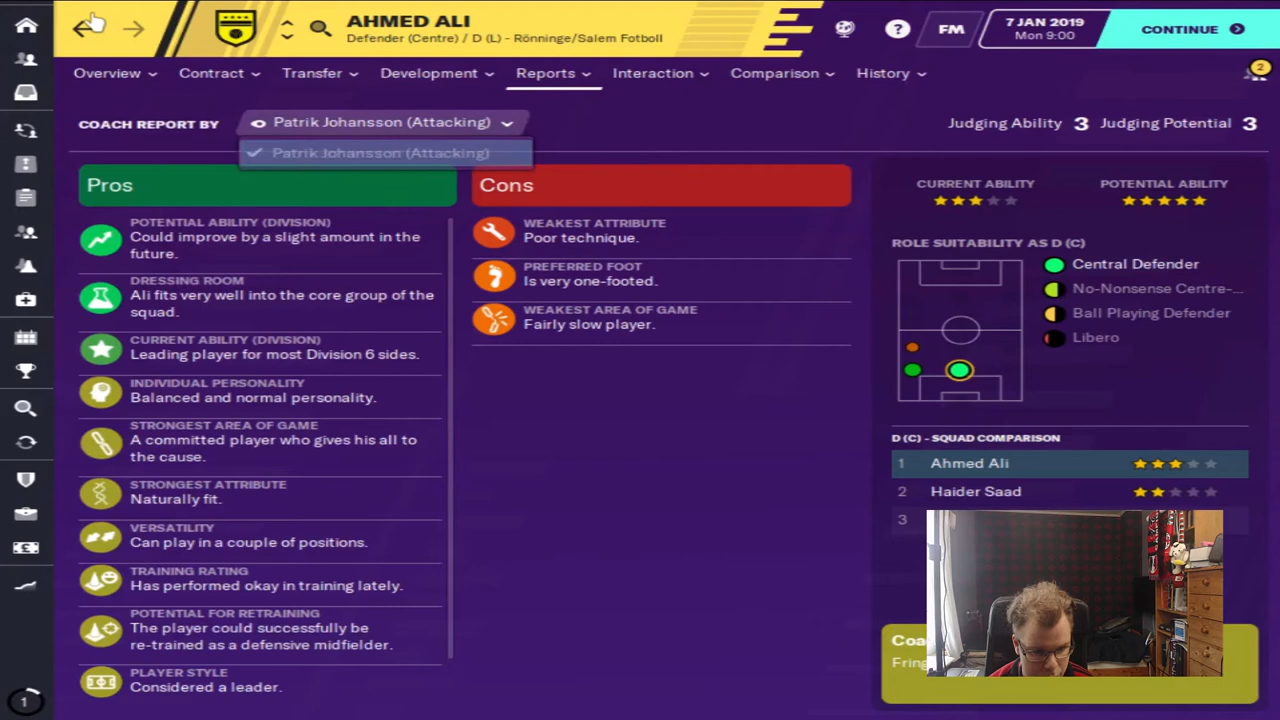 AHMED ALI
Defender (Centre) / D (L) - Rönninge/Salem Fotboll
?
FM
7 JAN 2019
Mon 9:00
CONTINUE
Overview
Contract
Transfer
Development
Reports
Interaction
Comparison
History
2
COACH REPORT BY
Patrik Johansson (Attacking)
Judging Ability 3 Judging Potential 3
Patrik Johansson (Attacking)
Pros
POTENTIAL ABILITY (DIVISION)
Could improve by a slight amount in the
future.
DRESSING ROOM
Ali fits very well into the core group of the
squad.
CURRENT ABILITY (DIVISION)
Leading player for most Division 6 sides.
INDIVIDUAL PERSONALITY
Balanced and normal personality.
STRONGEST AREA OF GAME
A committed player who gives his all to
the cause.
STRONGEST ATTRIBUTE
Naturally fit.
VERSATILITY
Can play in a couple of positions.
TRAINING RATING
Has performed okay in training lately.
POTENTIAL FOR RETRAINING
The player could successfully be
re-trained as a defensive midfielder.
PLAYER STYLE
Considered a leader.
Cons
WEAKEST ATTRIBUTE
Poor technique.
PREFERRED FOOT
Is very one-footed.
WEAKEST AREA OF GAME
Fairly slow player.
CURRENT ABILITY
POTENTIAL ABILITY
ROLE SUITABILITY AS D (C)
Central Defender
No-Nonsense Centre-...
Ball Playing Defender
Libero
D (C) - SQUAD COMPARISON
1 Ahmed Ali
2 Haider Saad
3
1